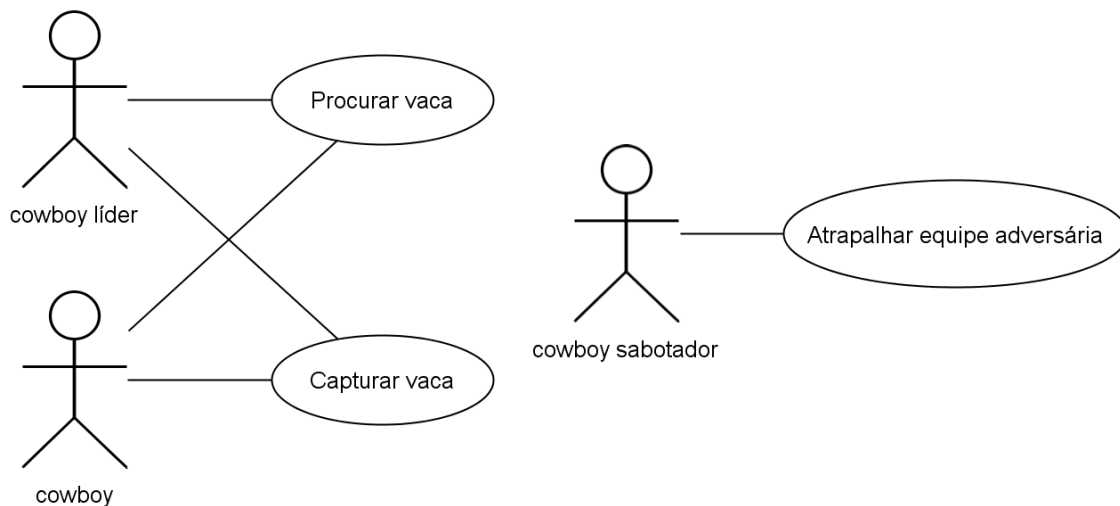 Procurar vaca
cowboy líder
Atrapalhar equipe adversária
cowboy sabotador
Capturar vaca
cowboy